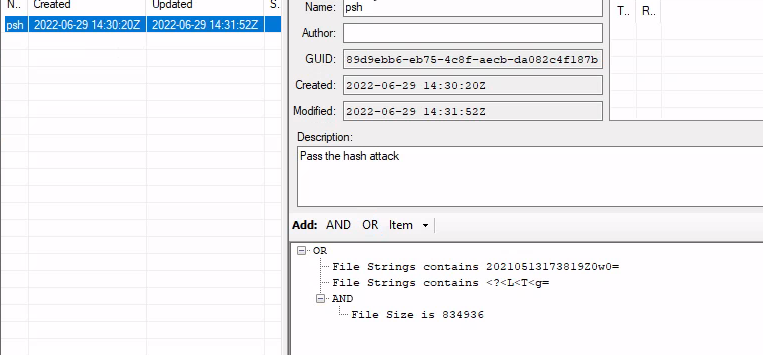 N.. Created Updated S.
psh 2022-06-29 14:30:20Z 2022-06-29 14:31:52Z
Name: psh
T.. R..
Author:
GUID: 89d9ebb6-eb75-4c8f-aecb-da082c4f187b
Created: 2022-06-29 14:30:20Z
Modified: 2022-06-29 14:31:52Z
Description:
Pass the hash attack
Add: AND OR Item
OR
File Strings contains 20210513173819Z0w0=
File Strings contains <?<L<T<g=
AND
File Size is 834936